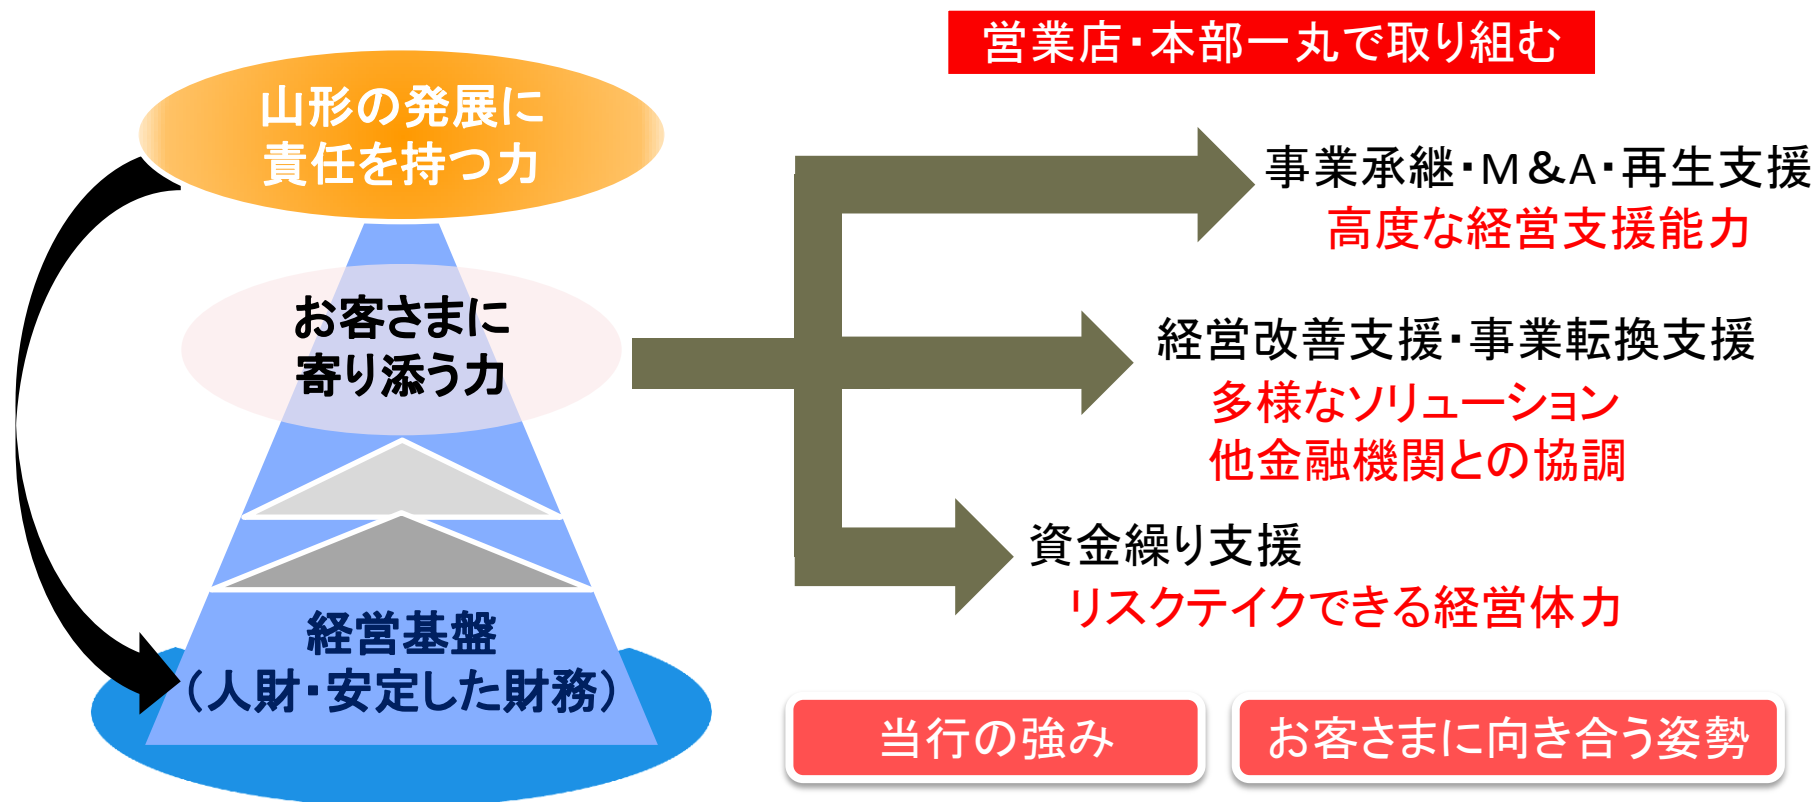 営業店・本部一丸で取り組む
山形の発展に
責任を持つ力
お客さまに
寄り添う力
経営基盤
（人財・安定した財務）
事業承継・M＆A・再生支援
高度な経営支援能力
経営改善支援・事業転換支援
多様なソリューション
他金融機関との協調
資金繰り支援
リスクテイクできる経営体力
当行の強み
お客さまに向き合う姿勢